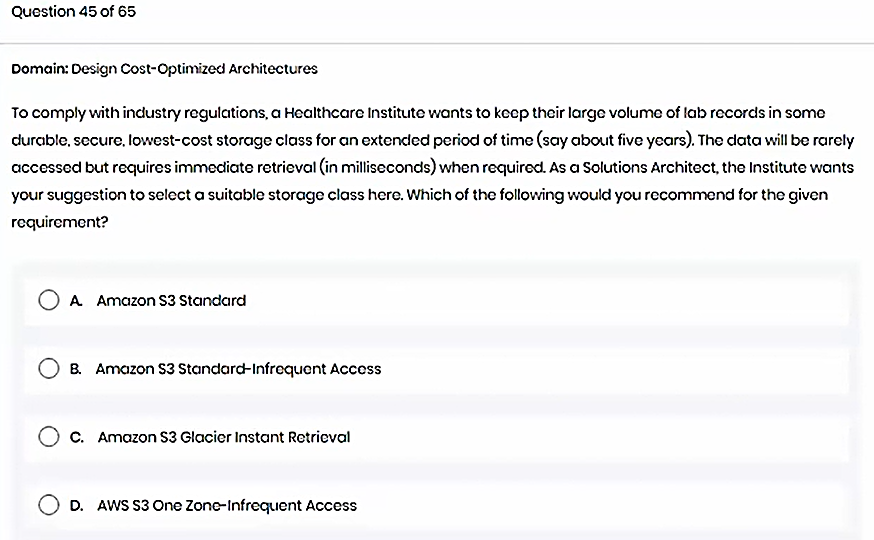 Question 45 of 65
Domain: Design Cost-Optimized Architectures
To comply with industry regulations, a Healthcare Institute wants to keep their large volume of lab records in some
durable, secure, lowest-cost storage class for an extended period of time (say about five years). The data will be rarely
accessed but requires immediate retrieval (in milliseconds) when required. As a Solutions Architect, the Institute wants
your suggestion to select a suitable storage class here. Which of the following would you recommend for the given
requirement?
A. Amazon S3 Standard
B. Amazon S3 Standard-Infrequent Access
C. Amazon S3 Glacier Instant Retrieval
D. AWS S3 One Zone-Infrequent Access